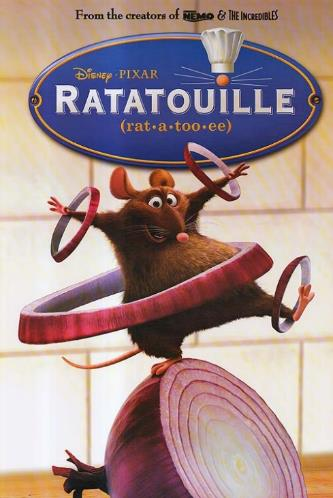 From the creators of NEMO & THE INCREDIBLES
Disney • PIXAR
RATATOUILLE
(rat•a•too•ee)